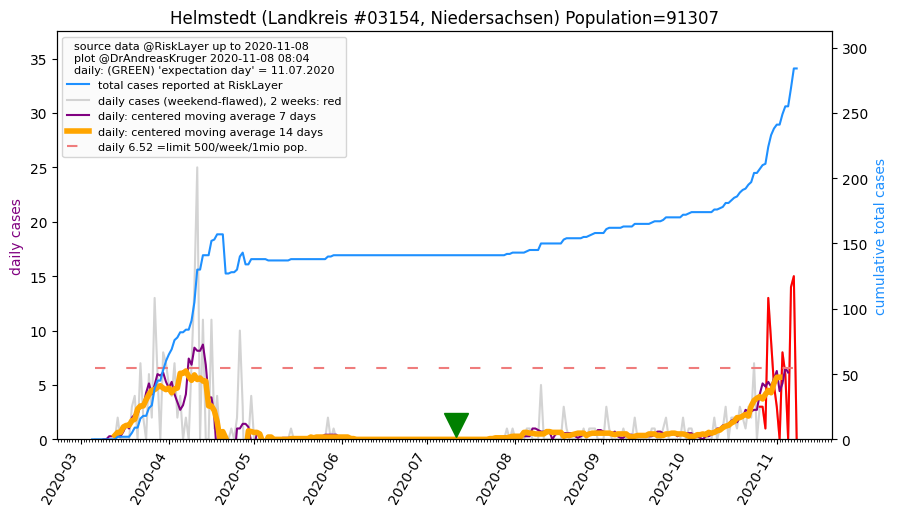 Helmstedt (Landkreis #03154, Niedersachsen) Population=91307
source data @RiskLayer up to 2020-11-08
plot @DrAndreasKruger 2020-11-08 08:04
daily: (GREEN) 'expectation day' = 11.07.2020
total cases reported at RiskLayer
daily cases (weekend-flawed), 2 weeks: red
daily: centered moving average 7 days
daily: centered moving average 14 days
daily 6.52 =limit 500/week/1mio pop.
daily cases
35
30
25
20
15
10
5
0
cumulative total cases
300
250
200
150
100
50
0
2020-03
2020-04
2020-05
2020-06
2020-07
2020-08
2020-09
2020-10
2020-11